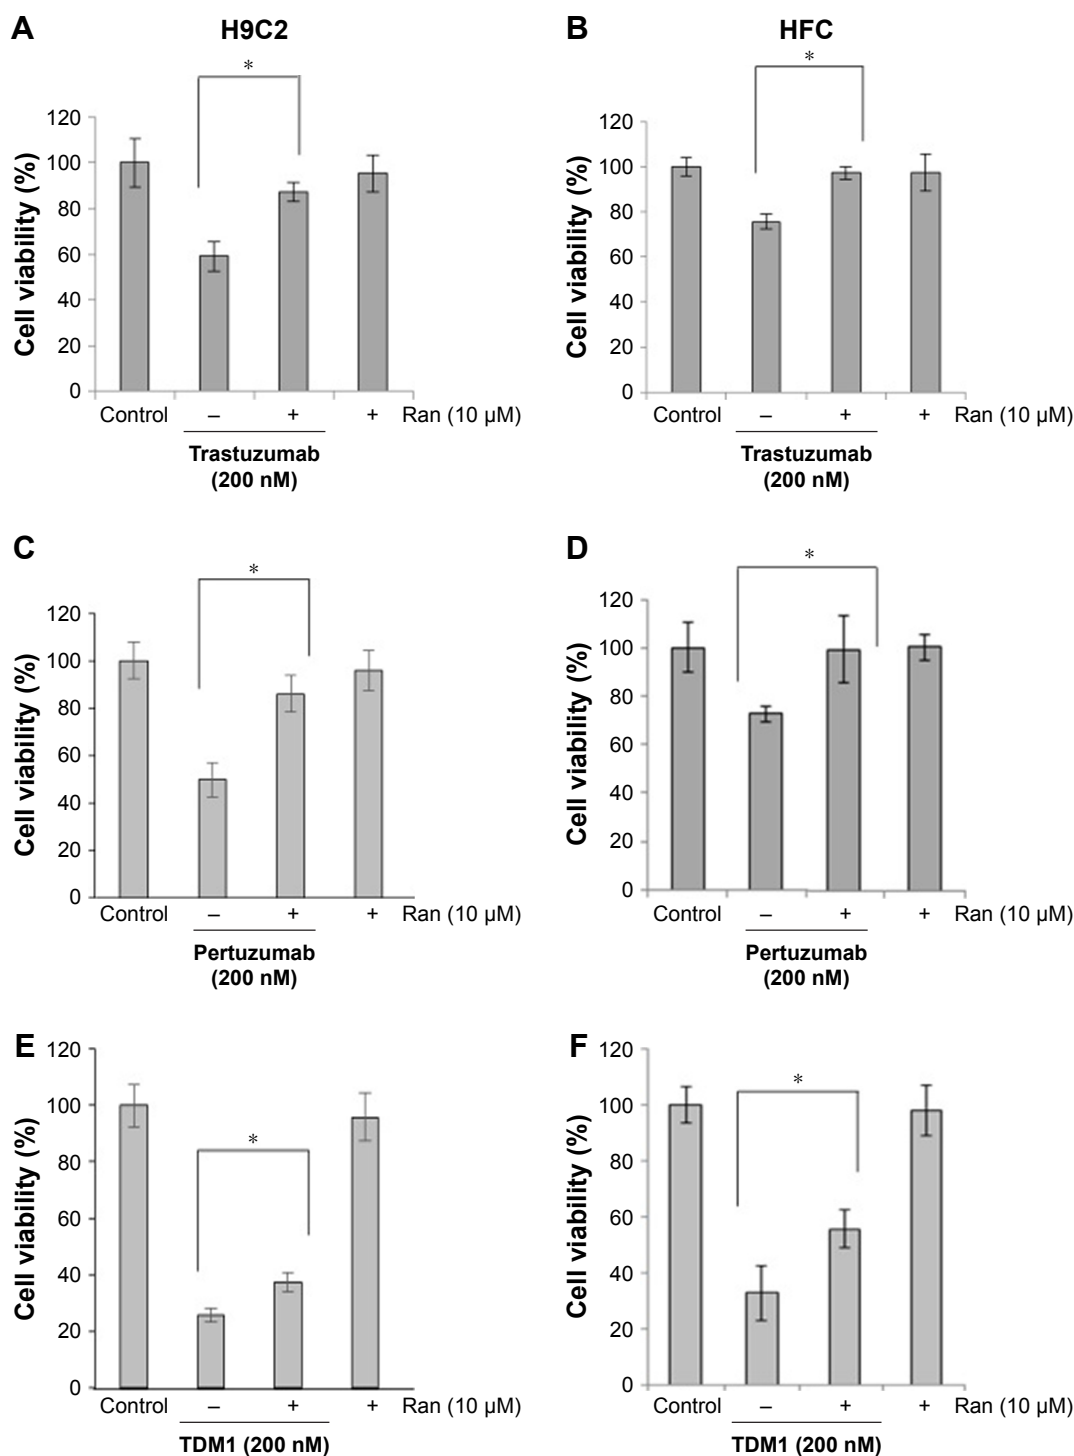 A
H9C2
*
120
100
80
60
40
20
0
Cell viability (%)
Control
–
+
+
Ran (10 μM)
Trastuzumab
(200 nM)
B
HFC
*
120
100
80
60
40
20
0
Cell viability (%)
Control
–
+
+
Ran (10 μM)
Trastuzumab
(200 nM)
C
*
120
100
80
60
40
20
0
Cell viability (%)
Control
–
+
+
Ran (10 μM)
Pertuzumab
(200 nM)
D
*
120
100
80
60
40
20
0
Cell viability (%)
Control
–
+
+
Ran (10 μM)
Pertuzumab
(200 nM)
E
*
120
100
80
60
40
20
0
Cell viability (%)
Control
–
+
+
Ran (10 μM)
TDM1 (200 nM)
F
*
120
100
80
60
40
20
0
Cell viability (%)
Control
–
+
+
Ran (10 μM)
TDM1 (200 nM)